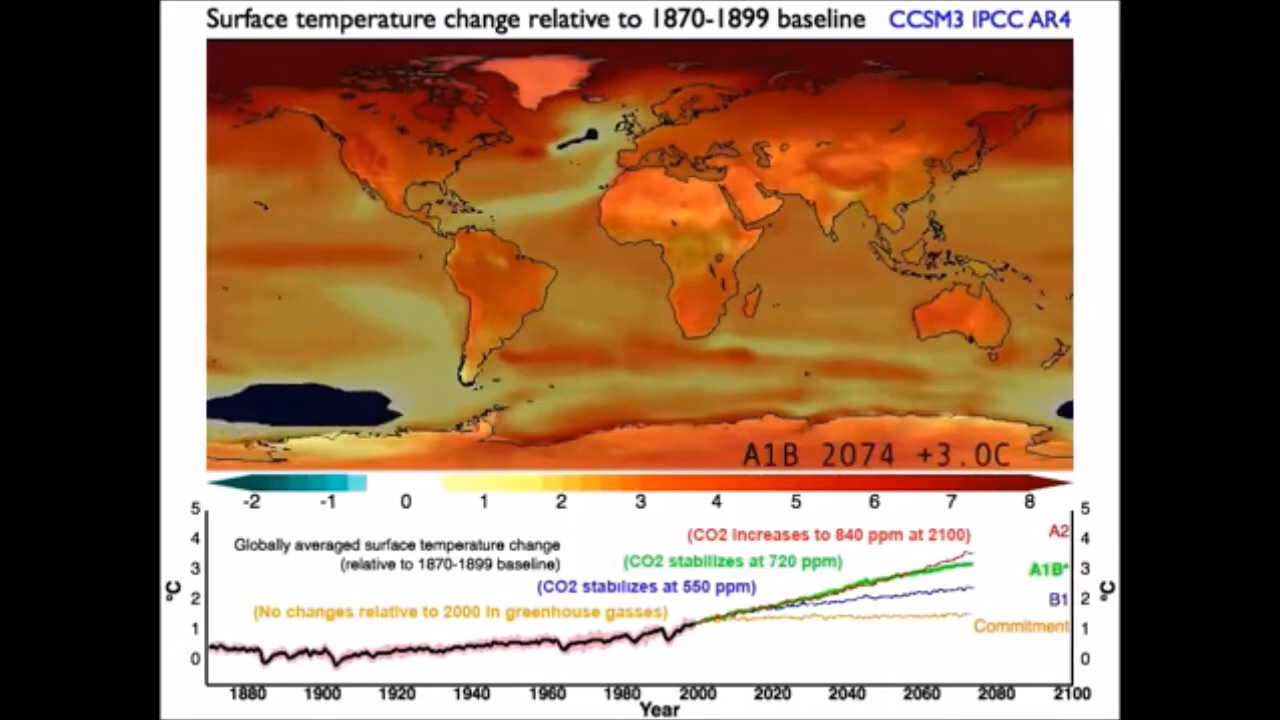 Surface temperature change relative to 1870-1899 baseline CCSM3 IPCC AR4
A1B 2074 +3.0C
-2 -1 0 1 2 3 4 5 6 7 8
5 4 3 2 1 0
°C
Globally averaged surface temperature change
(relative to 1870-1899 baseline)
(CO2 Increases to 840 ppm at 2100)
(CO2 stabilizes at 720 ppm)
(CO2 stabilizes at 550 ppm)
(No changes relative to 2000 in greenhouse gasses)
A2
A1B*
B1
Commitment
5 4 3 2 1 0
°C
1880 1900 1920 1940 1960 1980 2000 2020 2040 2060 2080 2100
Year